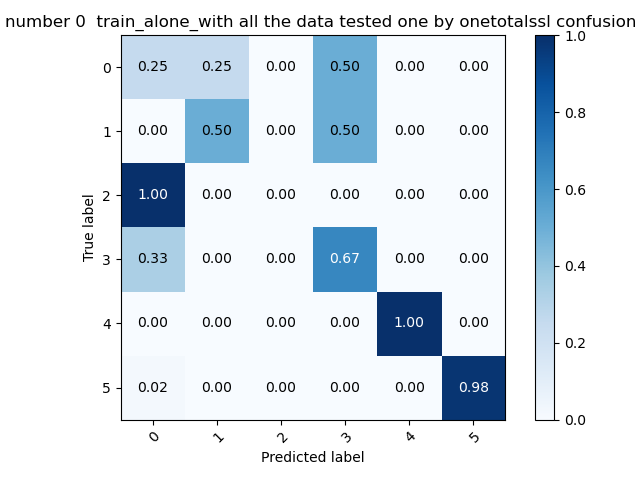 number 0  train_alone_with all the data tested one by onetotalssl confusion
True label
0 0.25 0.25 0.00 0.50 0.00 0.00
1 0.00 0.50 0.00 0.50 0.00 0.00
2 1.00 0.00 0.00 0.00 0.00 0.00
3 0.33 0.00 0.00 0.67 0.00 0.00
4 0.00 0.00 0.00 0.00 1.00 0.00
5 0.02 0.00 0.00 0.00 0.00 0.98
0 1 2 3 4 5
Predicted label
1.0
0.8
0.6
0.4
0.2
0.0